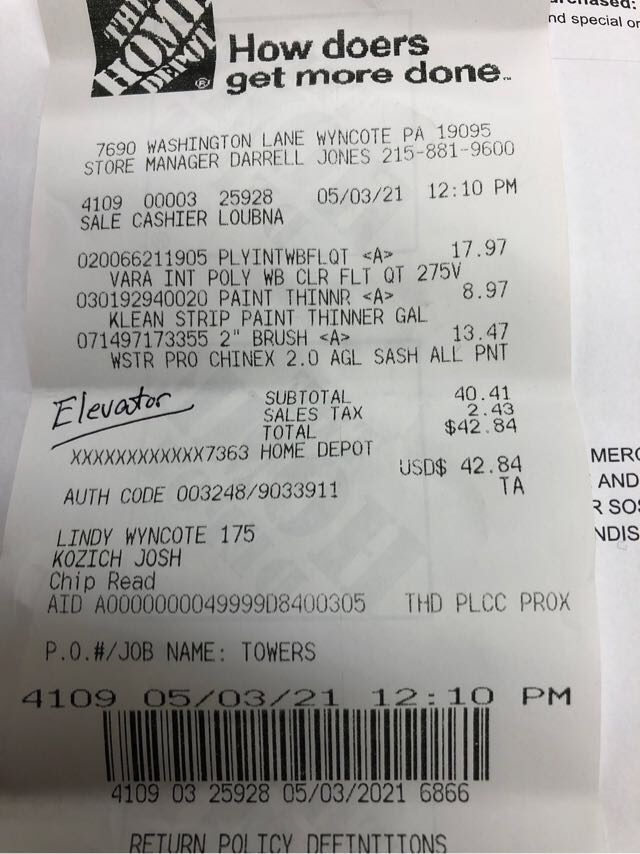 THE
HOME
DEPOT
How doers
get more done™
nd special or
7690 WASHINGTON LANE WYNCOTE PA 19095
STORE MANAGER DARRELL JONES 215-881-9600
4109 00003 25928 05/03/21 12:10 PM
SALE CASHIER LOUBNA
020066211905 PLYINTWBFLQT <A> 17.97
VARA INT POLY WB CLR FLT QT 275V
030192940020 PAINT THINNR <A> 8.97
KLEAN STRIP PAINT THINNER GAL
071497173355 2" BRUSH <A> 13.47
WSTR PRO CHINEX 2.0 AGL SASH ALL PNT
Elevator
SUBTOTAL 40.41
SALES TAX 2.43
TOTAL $42.84
XXXXXXXXXXXX7363 HOME DEPOT
USD$ 42.84
AUTH CODE 003248/9033911 TA
LINDY WYNCOTE 175
KOZICH JOSH
Chip Read
AID A0000000049999D8400305 THD PLCC PROX
P.O.#/JOB NAME: TOWERS
4109 05/03/21 12:10 PM
4109 03 25928 05/03/2021 6866
RETURN POLICY DEFINITIONS
MERC
AND
R SO
NDIS